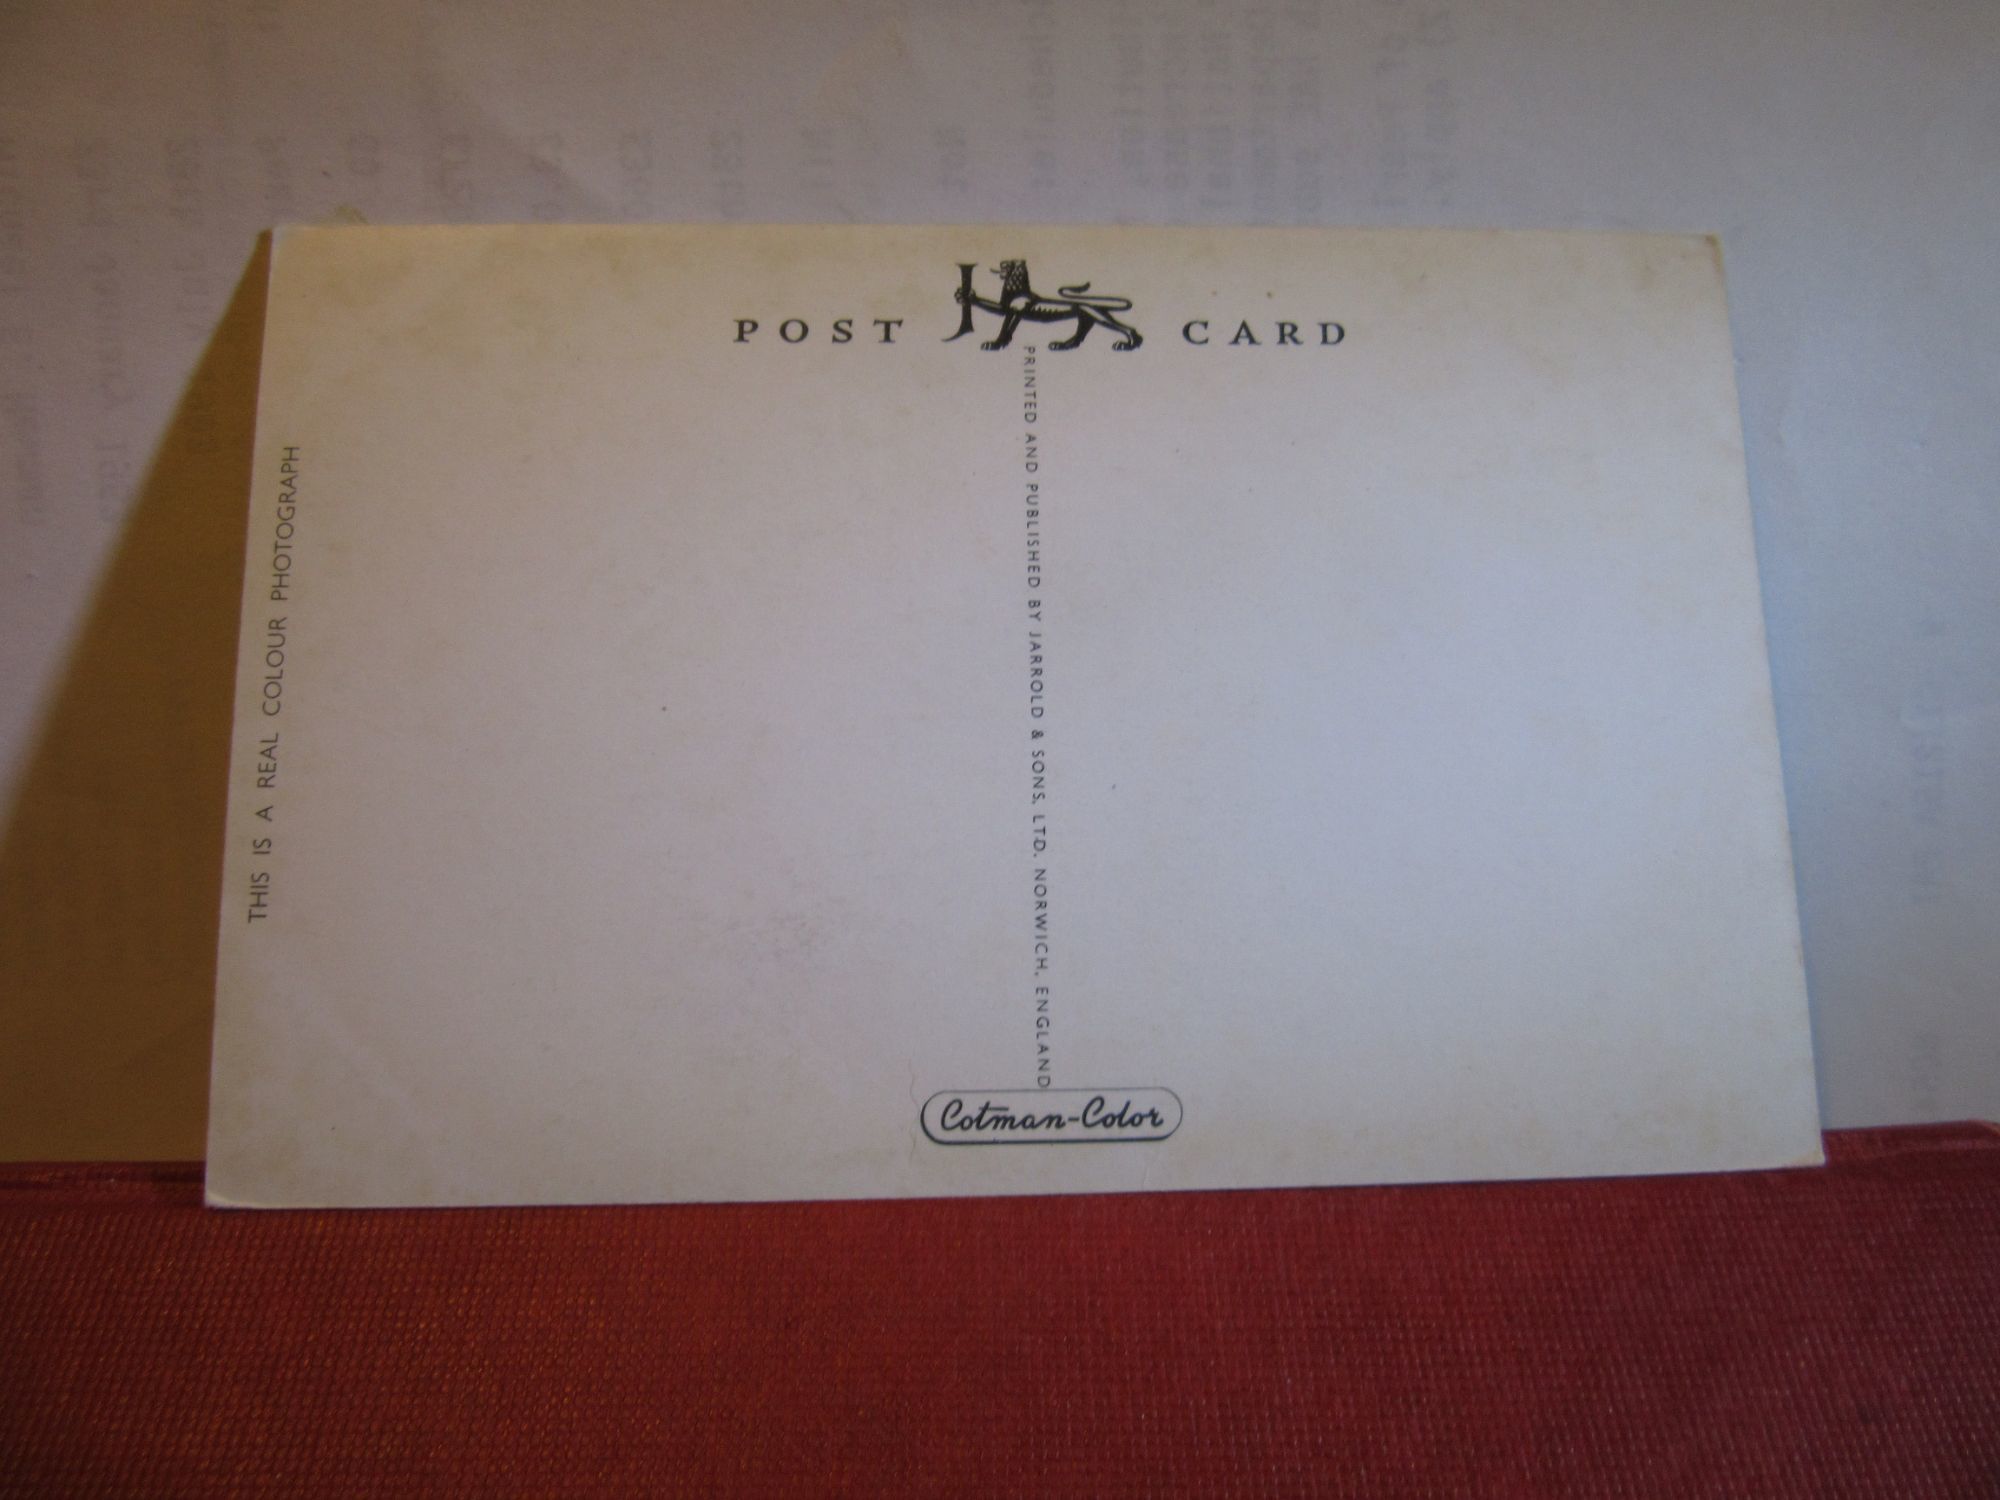 POST J CARD
THIS IS A REAL COLOUR PHOTOGRAPH
PRINTED AND PUBLISHED BY JARROLD & SONS, LTD, NORWICH, ENGLAND
Cotman-Color